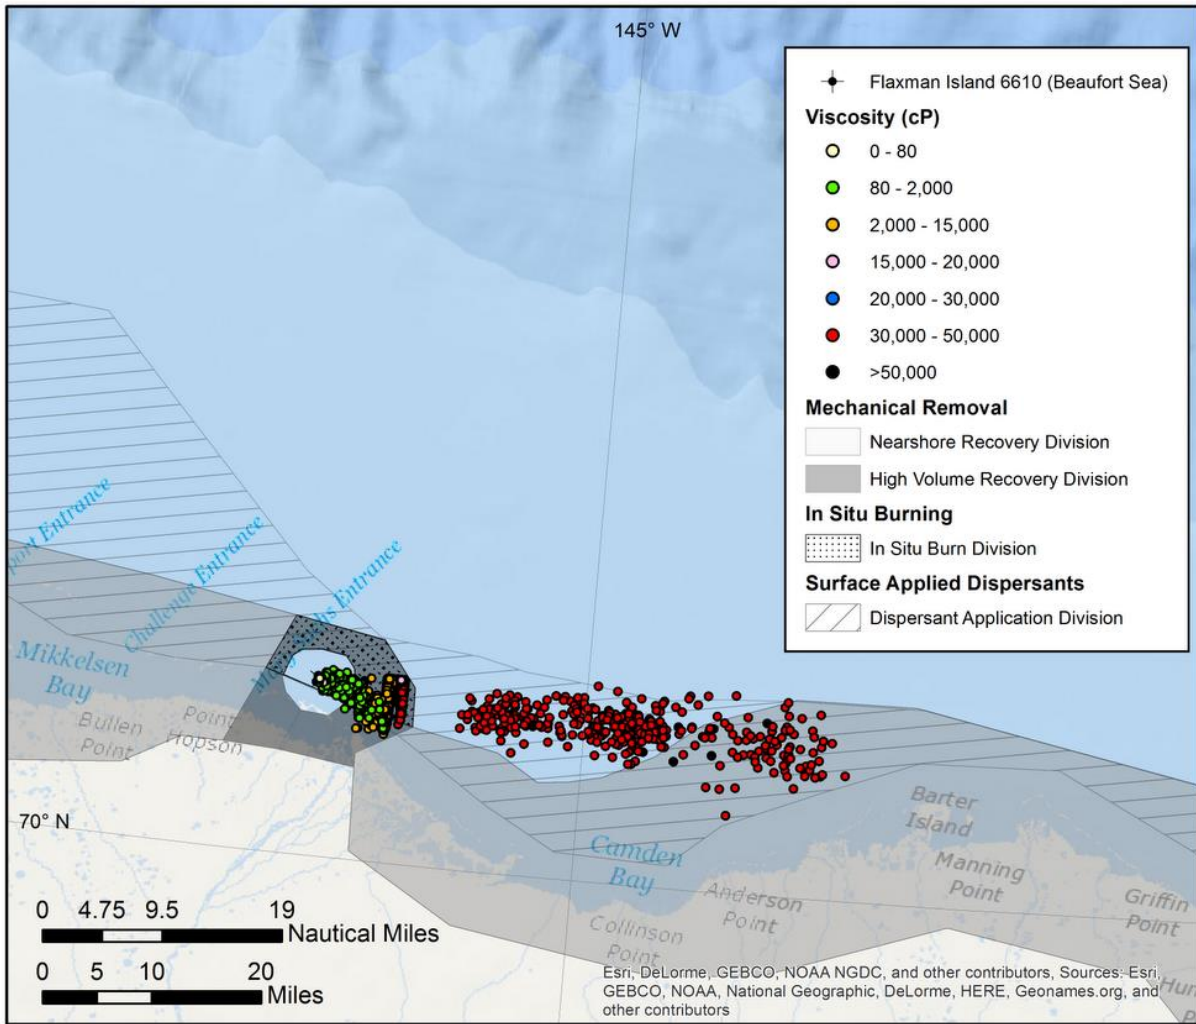 145° W
Flaxman Island 6610 (Beaufort Sea)
Viscosity (cP)
0 - 80
80 - 2,000
2,000 - 15,000
15,000 - 20,000
20,000 - 30,000
30,000 - 50,000
>50,000
Mechanical Removal
Nearshore Recovery Division
High Volume Recovery Division
In Situ Burning
In Situ Burn Division
Surface Applied Dispersants
Dispersant Application Division
port Entrance
Challenge Entrance
Entrance
Mikkelsen
Bay
Bullen
Point
Point
Hopson
70° N
Camden
Bay
Barter
Island
Manning
Point
Anderson
Point
Collinson
Point
Griffin
Point
0 4.75 9.5 19
Nautical Miles
0 5 10 20
Miles
Esri, DeLorme, GEBCO, NOAA NGDC, and other contributors, Sources: Esri,
GEBCO, NOAA, National Geographic, DeLorme, HERE, Geonames.org, and
other contributors